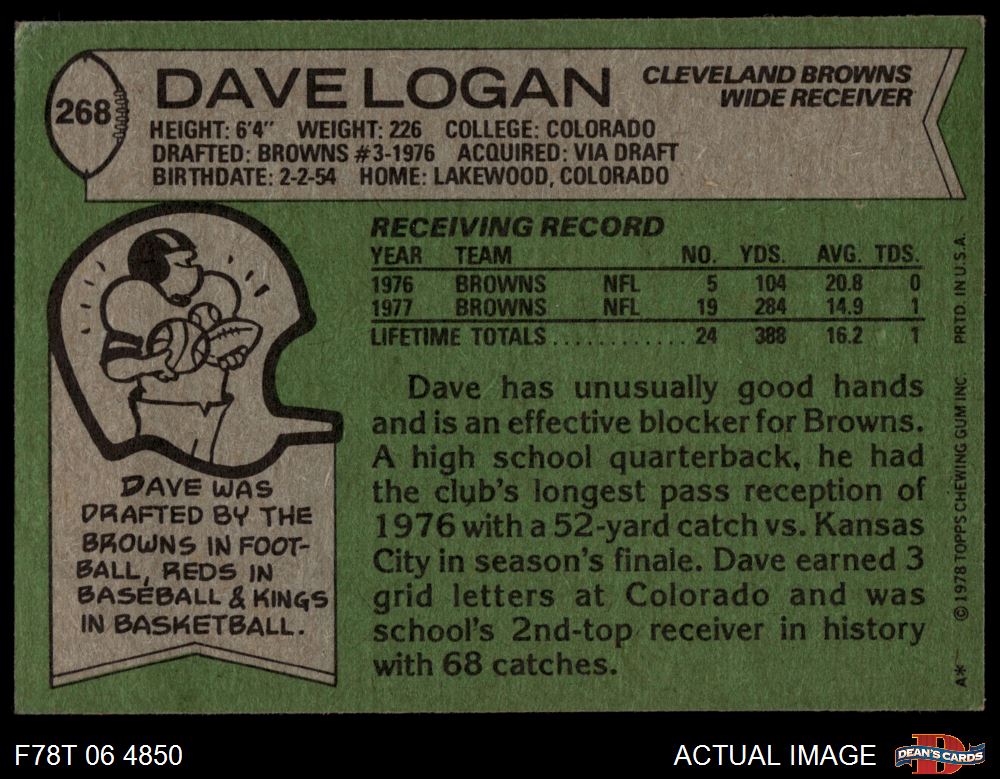 268
DAVE LOGAN
CLEVELAND BROWNS
WIDE RECEIVER
HEIGHT: 6'4" WEIGHT: 226 COLLEGE: COLORADO
DRAFTED: BROWNS #3-1976 ACQUIRED: VIA DRAFT
BIRTHDATE: 2-2-54 HOME: LAKEWOOD, COLORADO
RECEIVING RECORD
YEAR TEAM NO. YDS. AVG. TDS.
1976 BROWNS NFL 5 104 20.8 0
1977 BROWNS NFL 19 284 14.9 1
LIFETIME TOTALS............ 24 388 16.2 1
Dave has unusually good hands
and is an effective blocker for Browns.
A high school quarterback, he had
the club's longest pass reception of
1976 with a 52-yard catch vs. Kansas
City in season's finale. Dave earned 3
grid letters at Colorado and was
school's 2nd-top receiver in history
with 68 catches.
DAVE WAS
DRAFTED BY THE
BROWNS IN FOOT-
BALL, REDS IN
BASEBALL & KINGS
IN BASKETBALL.
A* © 1978 TOPPS CHEWING GUM INC. PRTD. IN U.S.A.
F78T 06 4850
ACTUAL IMAGE
D
DEAN'S CARDS